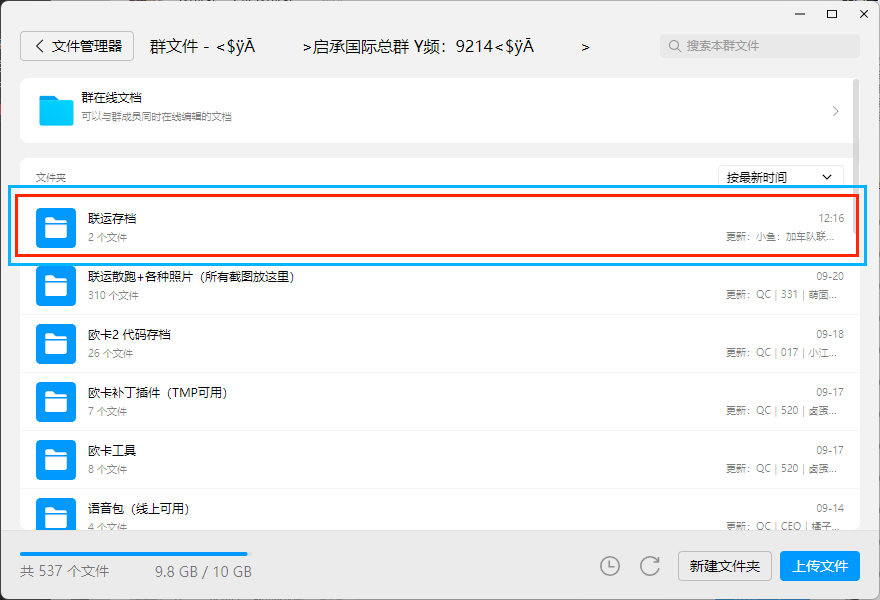 文件管理器
群文件 - <$ÿĀ >启承国际总群 Y频：9214<$ÿĀ >
搜索本群文件
群在线文档
可以与群成员同时在线编辑的文档
文件夹
按最新时间
联运存档
12:16
2 个文件
更新：小鱼：加车队联...
联运散跑+各种照片（所有截图放这里）
09-20
310 个文件
更新：QC | 331 | 萌面...
欧卡2 代码存档
09-18
26 个文件
更新：QC | 017 | 小江...
欧卡补丁插件（TMP可用）
09-17
7 个文件
更新：QC | 520 | 卤蛋...
欧卡工具
09-17
8 个文件
更新：QC | 520 | 卤蛋...
语音包（线上可用）
09-14
4 个文件
更新：QC | CEO | 橘子...
共 537 个文件
9.8 GB / 10 GB
新建文件夹
上传文件